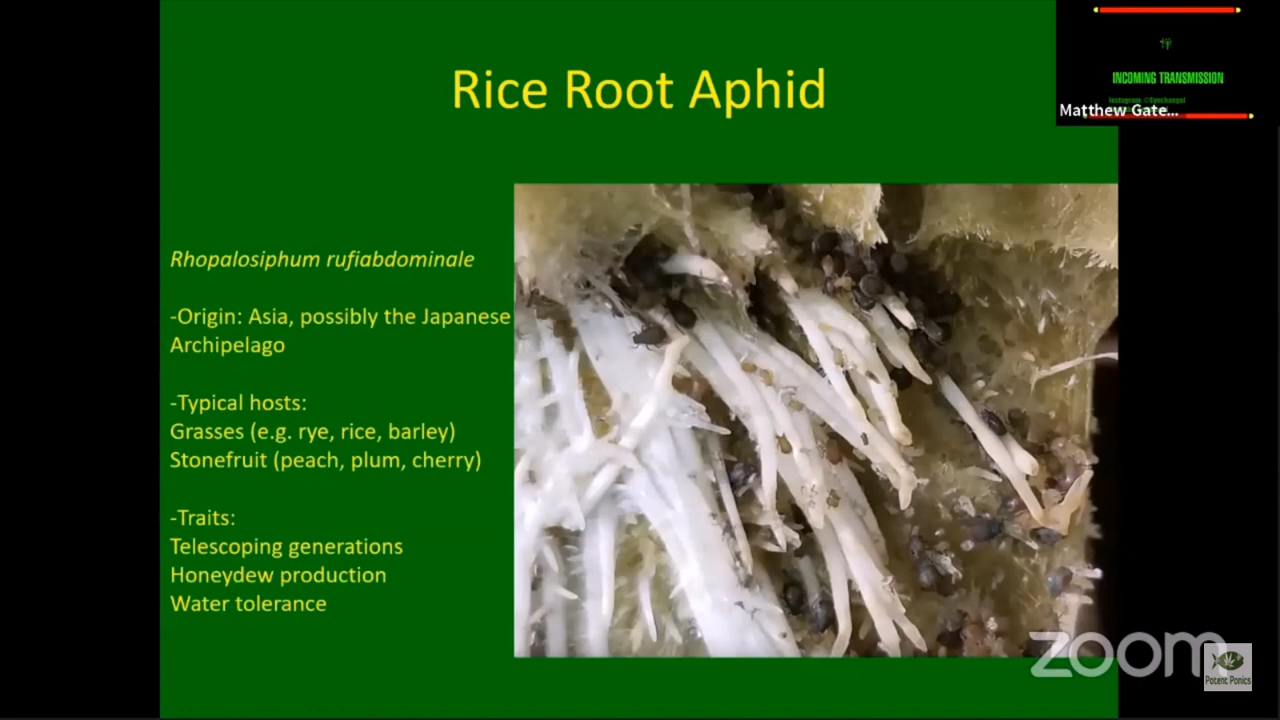 Rice Root Aphid
INCOMING TRANSMISSION
Matthew Gate...
Rhopalosiphum rufiabdominale
-Origin: Asia, possibly the Japanese
Archipelago
-Typical hosts:
Grasses (e.g. rye, rice, barley)
Stonefruit (peach, plum, cherry)
-Traits:
Telescoping generations
Honeydew production
Water tolerance
zoom
Potent Ponics